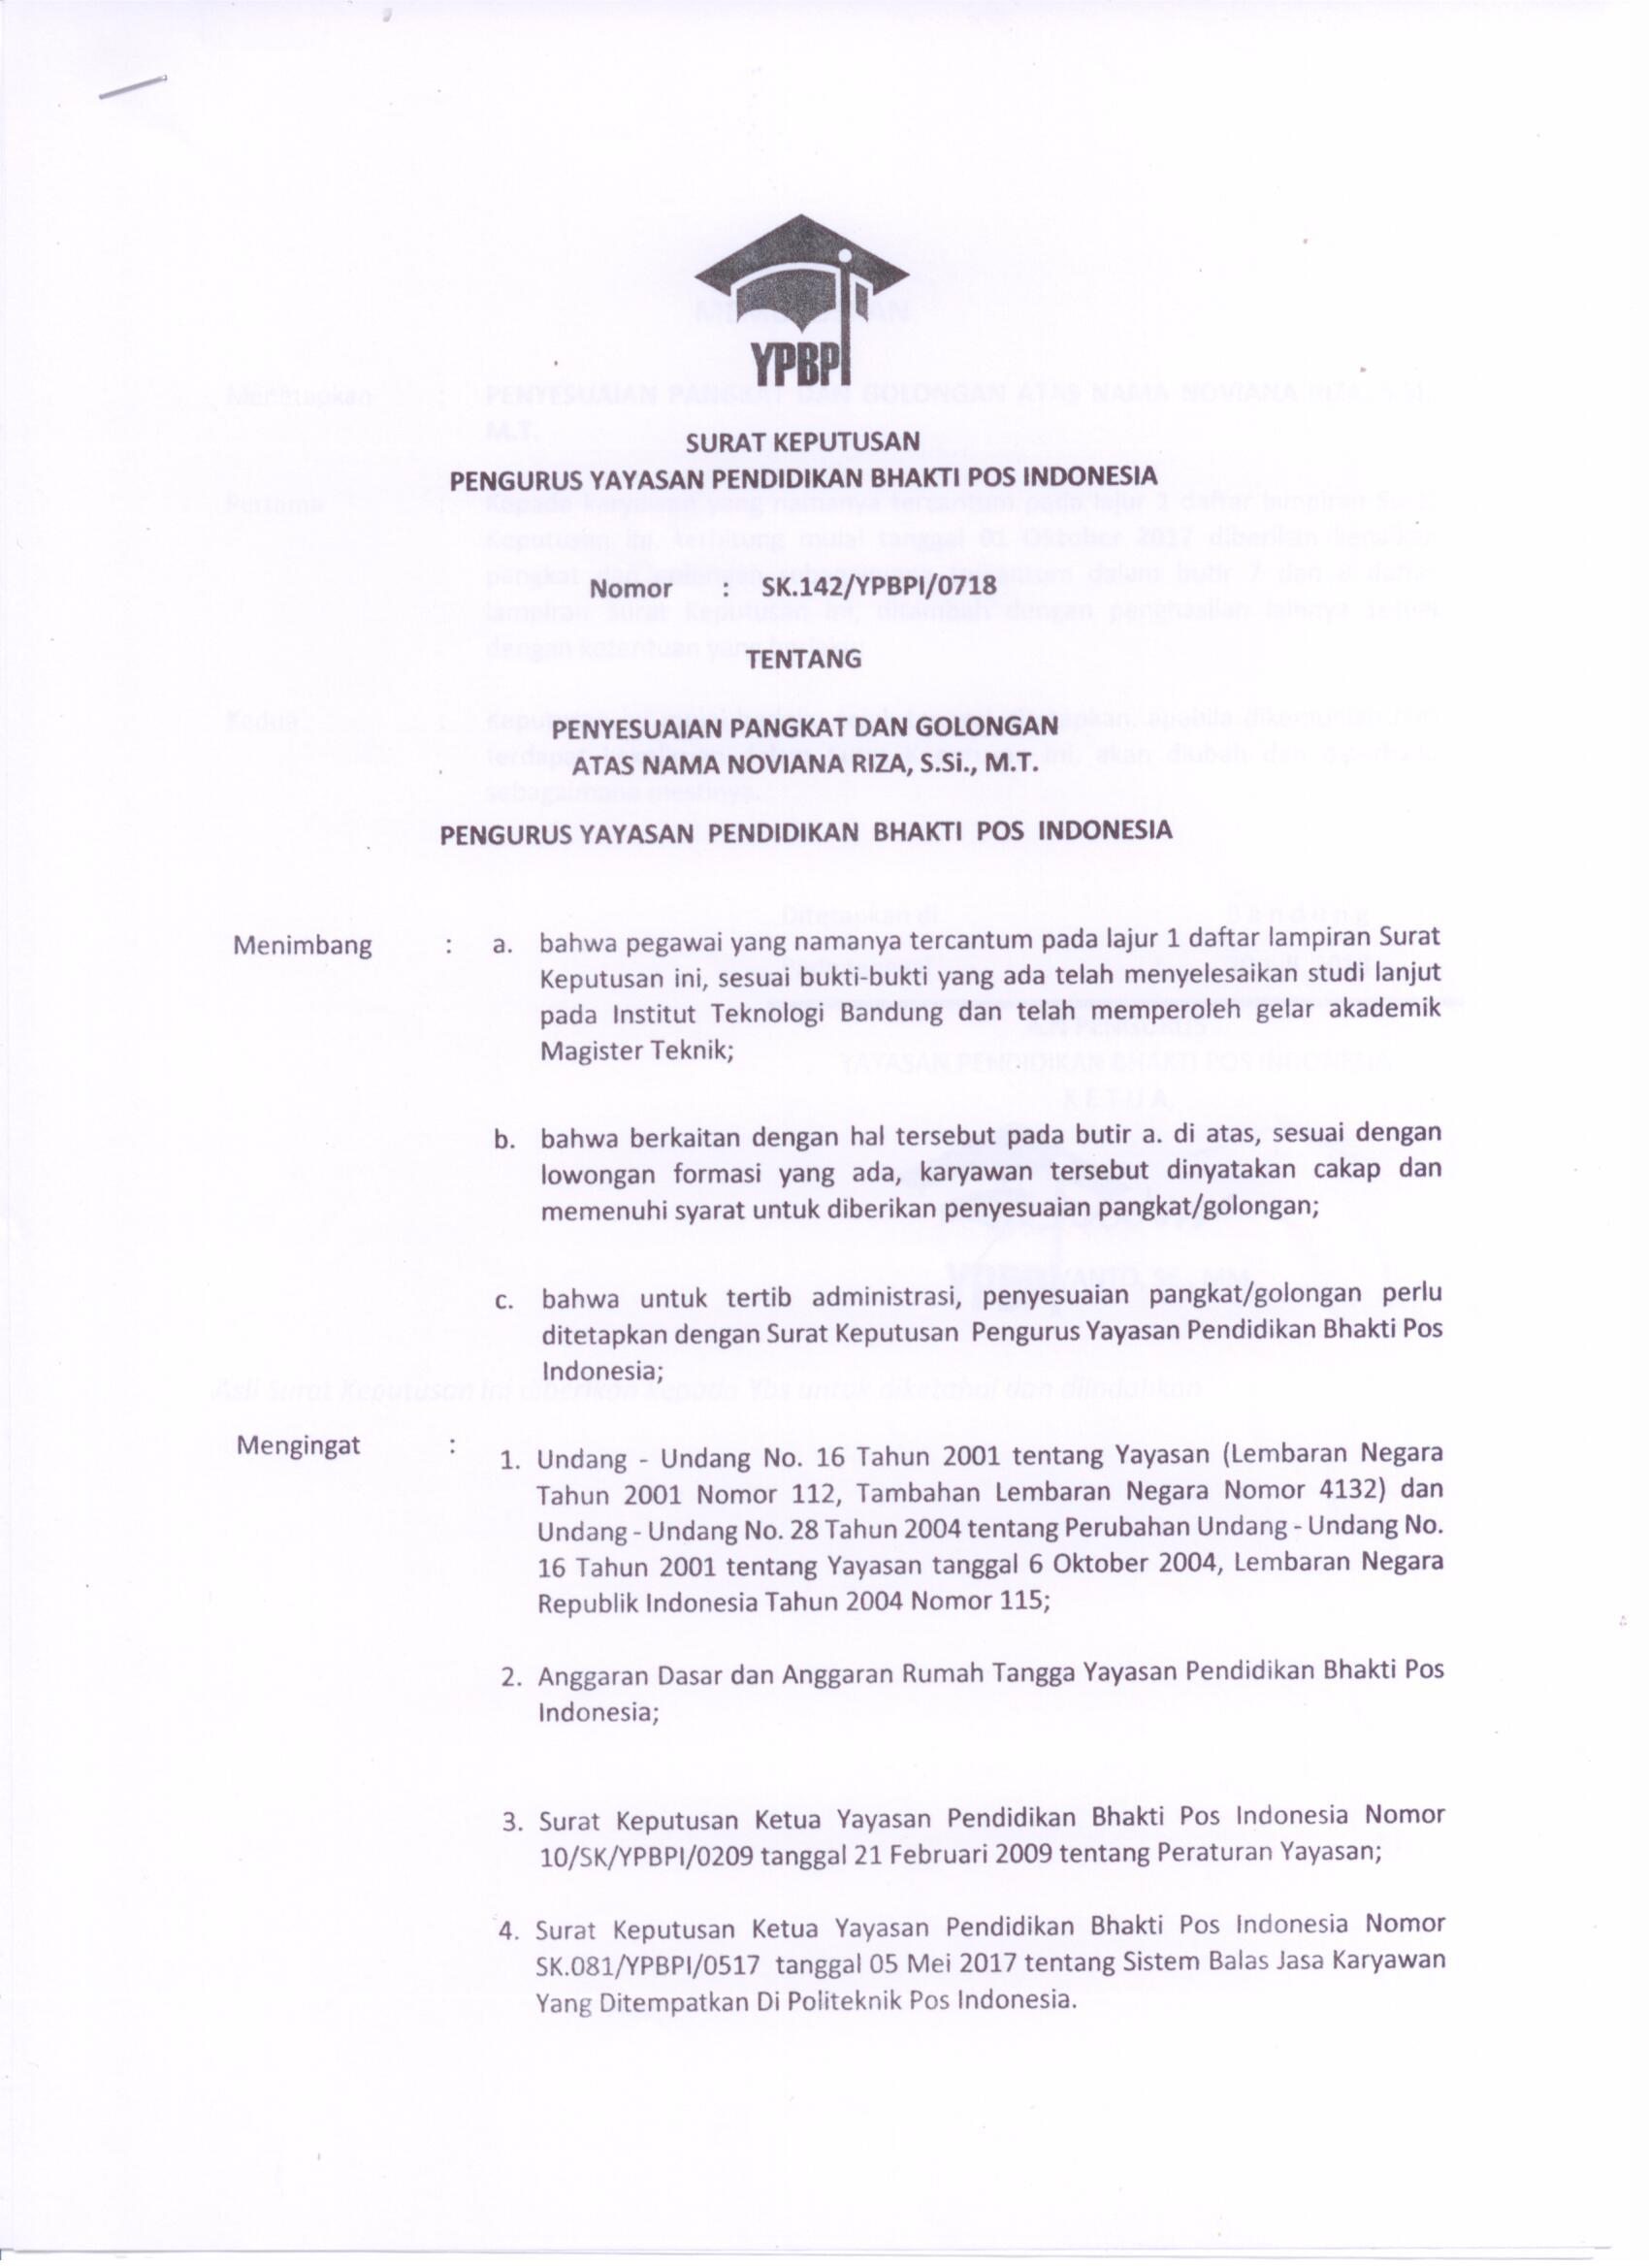 YPBPI
SURAT KEPUTUSAN
PENGURUS YAYASAN PENDIDIKAN BHAKTI POS INDONESIA
Nomor : SK.142/YPBPI/0718
TENTANG
PENYESUAIAN PANGKAT DAN GOLONGAN
ATAS NAMA NOVIANA RIZA, S.Si., M.T.
PENGURUS YAYASAN PENDIDIKAN BHAKTI POS INDONESIA
Menimbang : a. bahwa pegawai yang namanya tercantum pada lajur 1 daftar lampiran Surat
Keputusan ini, sesuai bukti-bukti yang ada telah menyelesaikan studi lanjut
pada Institut Teknologi Bandung dan telah memperoleh gelar akademik
Magister Teknik;
b. bahwa berkaitan dengan hal tersebut pada butir a. di atas, sesuai dengan
lowongan formasi yang ada, karyawan tersebut dinyatakan cakap dan
memenuhi syarat untuk diberikan penyesuaian pangkat/golongan;
c. bahwa untuk tertib administrasi, penyesuaian pangkat/golongan perlu
ditetapkan dengan Surat Keputusan Pengurus Yayasan Pendidikan Bhakti Pos
Indonesia;
Mengingat : 1. Undang - Undang No. 16 Tahun 2001 tentang Yayasan (Lembaran Negara
Tahun 2001 Nomor 112, Tambahan Lembaran Negara Nomor 4132) dan
Undang - Undang No. 28 Tahun 2004 tentang Perubahan Undang - Undang No.
16 Tahun 2001 tentang Yayasan tanggal 6 Oktober 2004, Lembaran Negara
Republik Indonesia Tahun 2004 Nomor 115;
2. Anggaran Dasar dan Anggaran Rumah Tangga Yayasan Pendidikan Bhakti Pos
Indonesia;
3. Surat Keputusan Ketua Yayasan Pendidikan Bhakti Pos Indonesia Nomor
10/SK/YPBPI/0209 tanggal 21 Februari 2009 tentang Peraturan Yayasan;
4. Surat Keputusan Ketua Yayasan Pendidikan Bhakti Pos Indonesia Nomor
SK.081/YPBPI/0517 tanggal 05 Mei 2017 tentang Sistem Balas Jasa Karyawan
Yang Ditempatkan Di Politeknik Pos Indonesia.